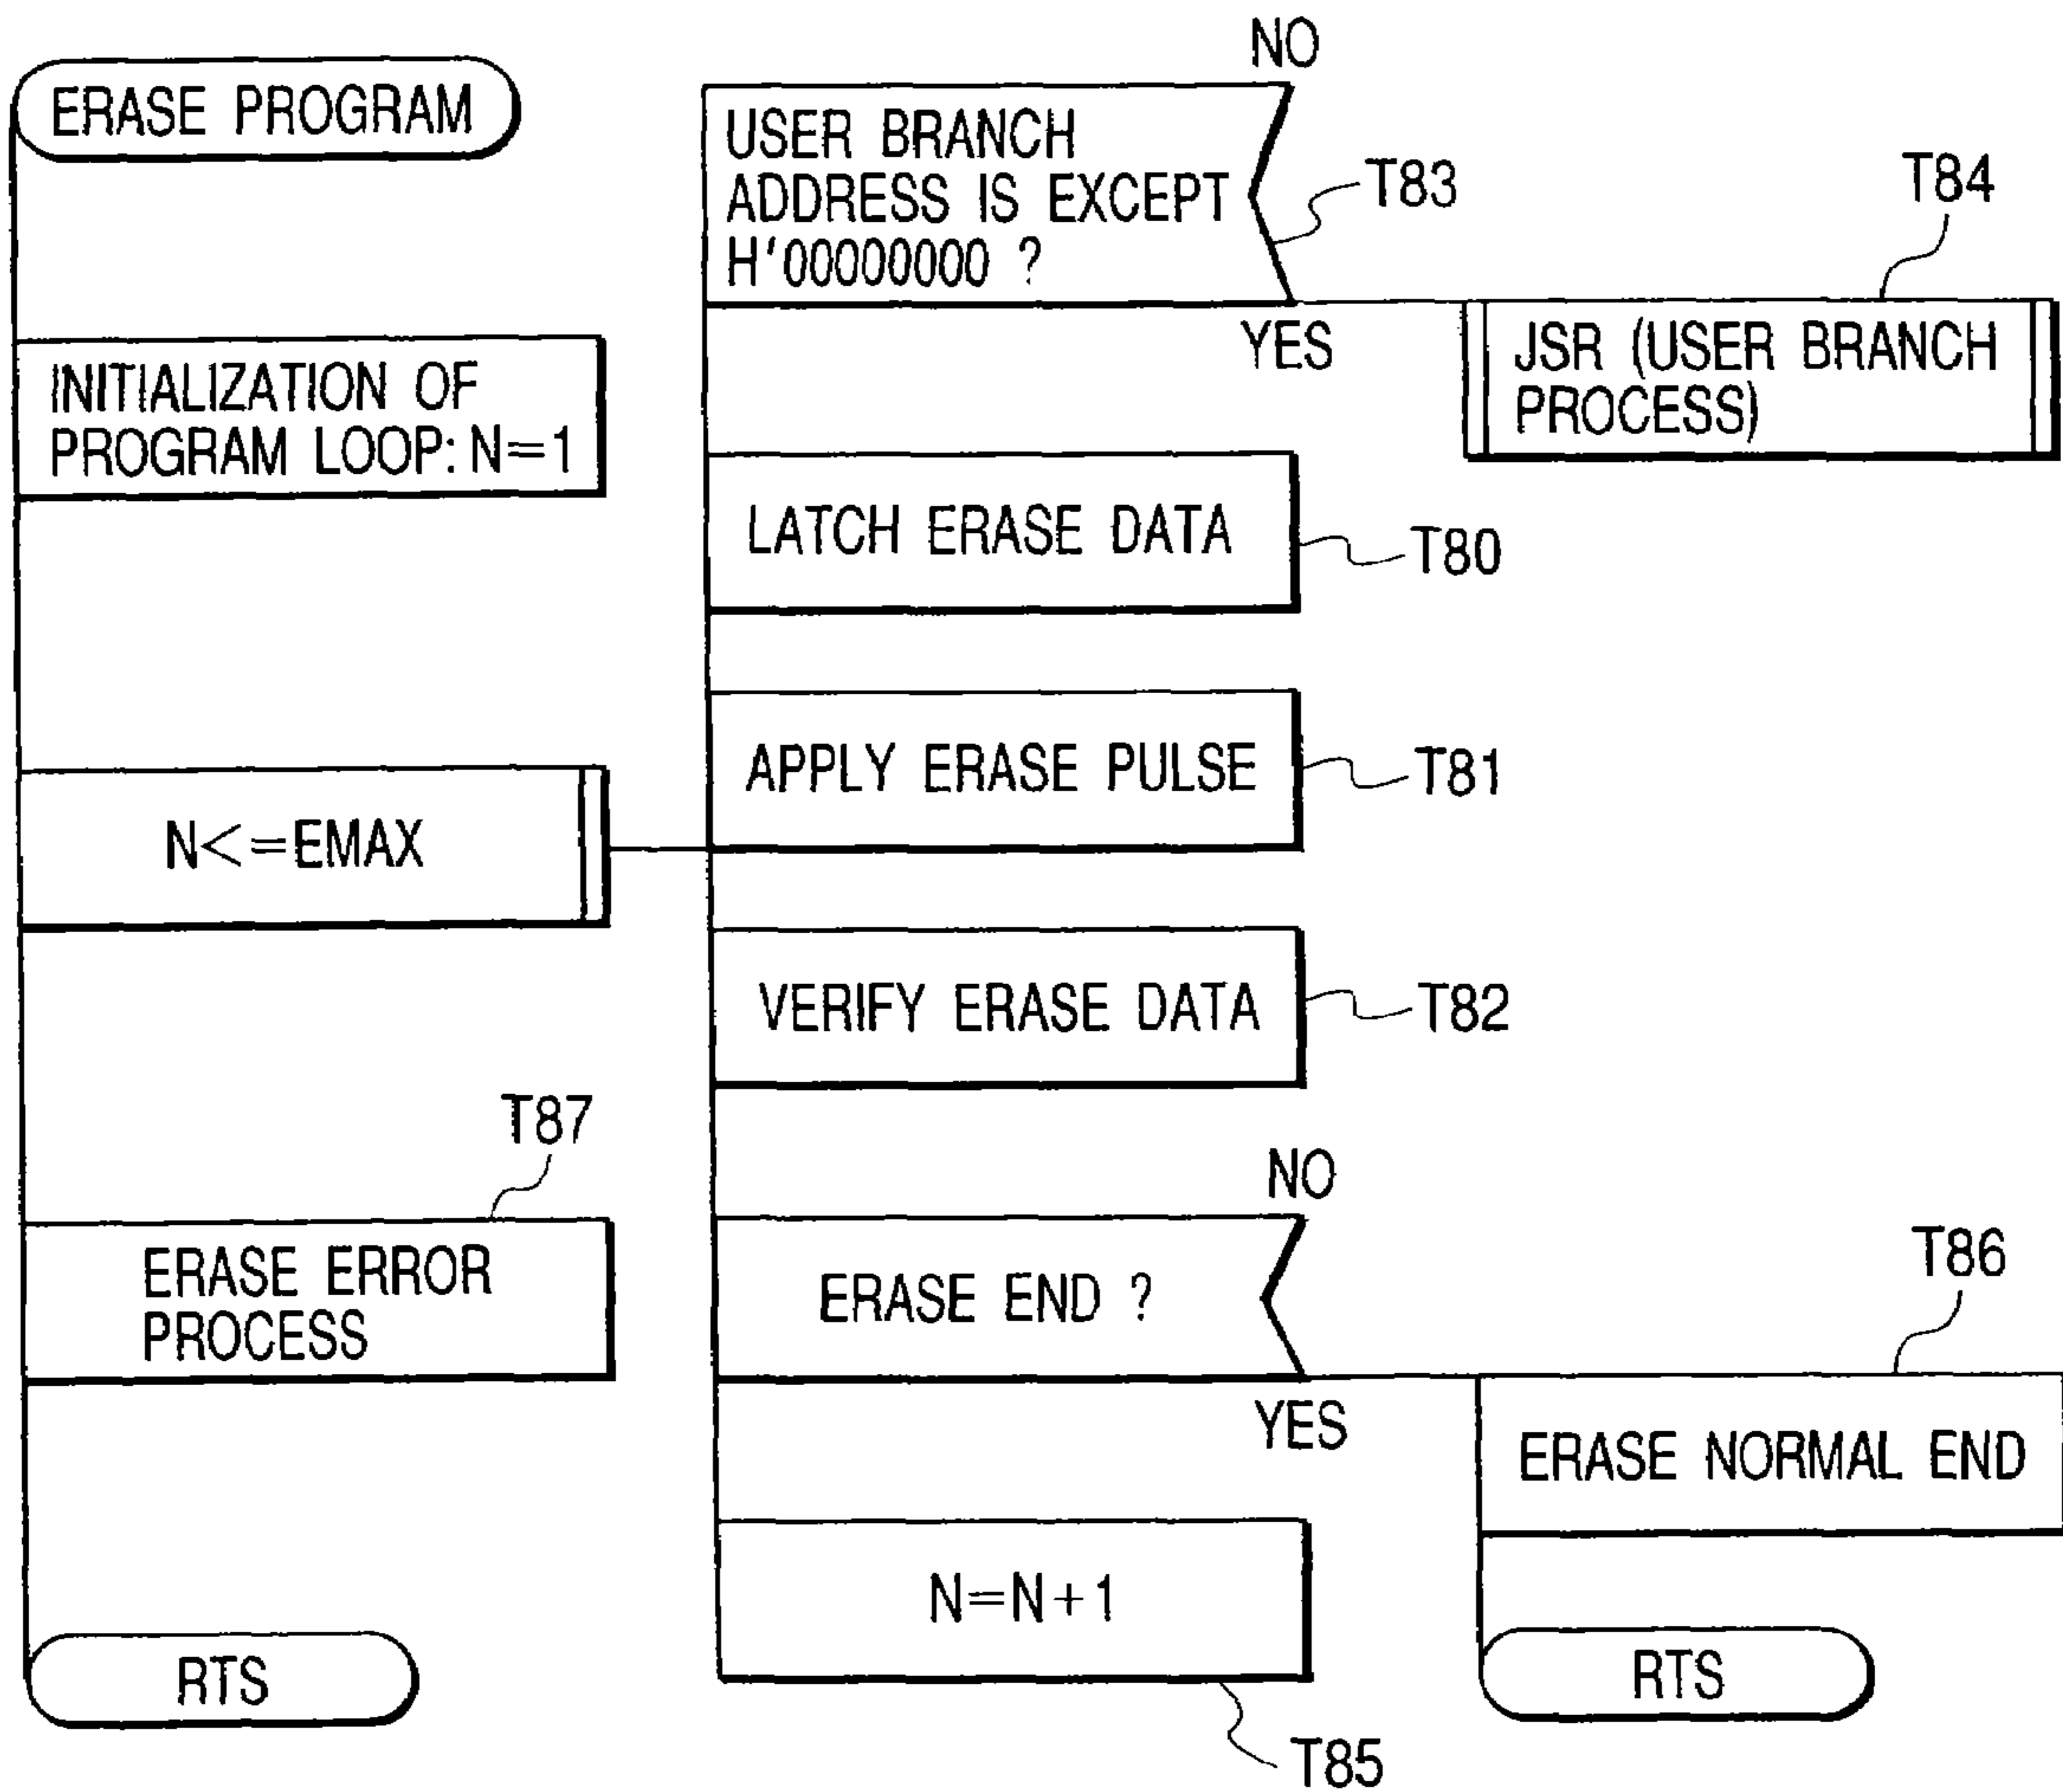 ERASE PROGRAM
INITIALIZATION OF
PROGRAM LOOP: N=1
N<=EMAX
T87
ERASE ERROR
PROCESS
RTS
NO
USER BRANCH
ADDRESS IS EXCEPT
H'00000000 ?
T83
YES
T84
JSR (USER BRANCH
PROCESS)
LATCH ERASE DATA
T80
APPLY ERASE PULSE
T81
VERIFY ERASE DATA
T82
NO
ERASE END ?
YES
T86
ERASE NORMAL END
RTS
N=N+1
T85